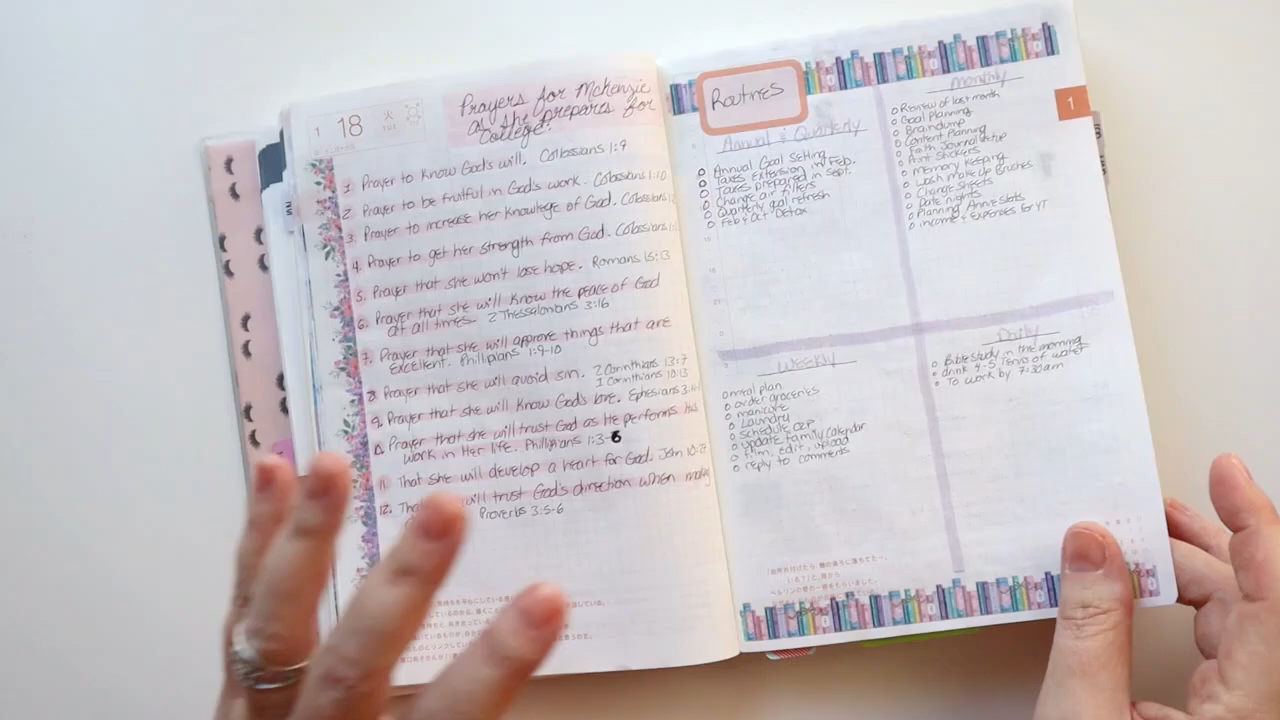 1 18 火
TUE
Prayers for McKenzie
as she prepares for
College!
1. Prayer to know God's will. Collossians 1:9
2 Prayer to be fruitful in God's work. Colossians 1:10
3. Prayer to increase her Knowlege of God. Colossians
4. Prayer to get her strength from God. Colossians
5. Prayer that she won't lose hope. Romans 15:13
6. Prayer that she will know the peace of God
at all times. 2 Thessalonians 3:16
7. Prayer that she will approve things that are
excellent. Phillipians 1:9-10
8. Prayer that she will avoid sin. 2 Corinthians 13:7
1 Corinthians 10:13
9. Prayer that she will know God's love. Ephesians
10. Prayer that she will trust God as He performs His
work in Her life. Phillipians 1:3-6
11. That she will develop a heart for God. John
12. will trust God's direction when making
Proverbs 3:5-6
Routines
1
Annual & Quarterly
o Annual Goal Setting
o Taxes Extension in Feb.
o Taxes prepared in Sept.
o Change air filters
o Quarterly goal refresh
o Feb & Oct Detox
Monthly
o Review of last month
o Goal Planning
o Braindump
o Content Planning
o Faith Journal Setup
o Print Stickers
o Memory Keeping
o Wash make up Brushes
o Change Sheets
o Date nights
o Planning Anne Slots
o income & Expenses for YT
Weekly
o meal plan
o order groceries
o manicure
o Laundry
o schedule
o update family calendar
o film, edit, upload
o reply to comments
Daily
o Bible study in the morning
o drink 4-5 of water
o To work by 7:30am